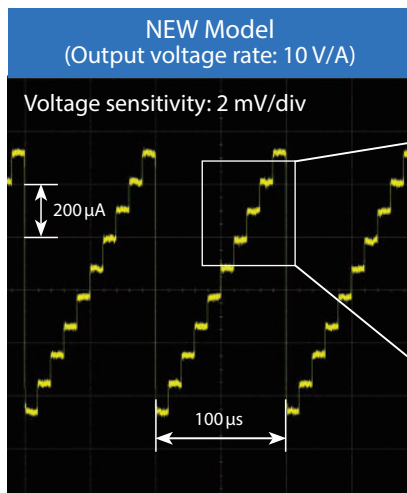 NEW Model
(Output voltage rate: 10 V/A)
Voltage sensitivity: 2 mV/div
200 µA
100 µs